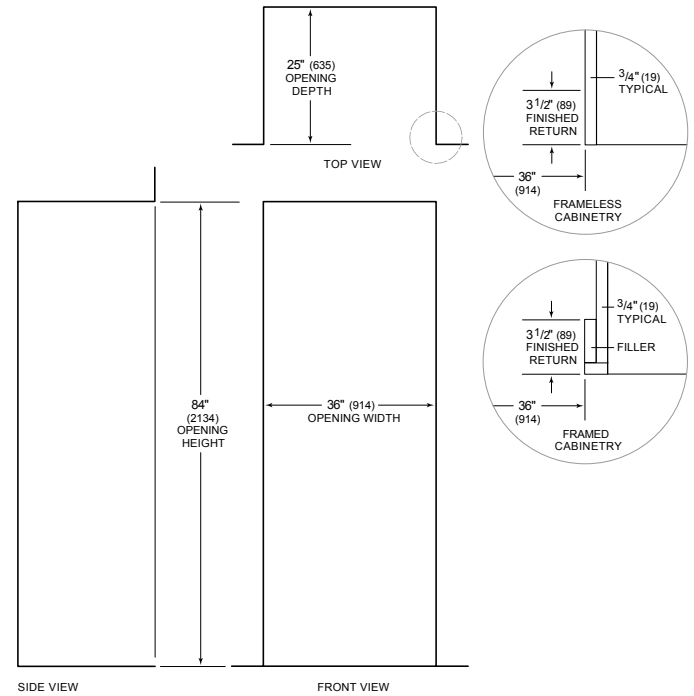 25" (635)
OPENING
DEPTH
TOP VIEW
3/4" (19)
TYPICAL
3 1/2" (89)
FINISHED
RETURN
36"
(914)
FRAMELESS
CABINETRY
3/4" (19)
TYPICAL
3 1/2" (89)
FINISHED
RETURN
FILLER
36"
(914)
FRAMED
CABINETRY
84"
(2134)
OPENING
HEIGHT
36" (914)
OPENING WIDTH
SIDE VIEW
FRONT VIEW